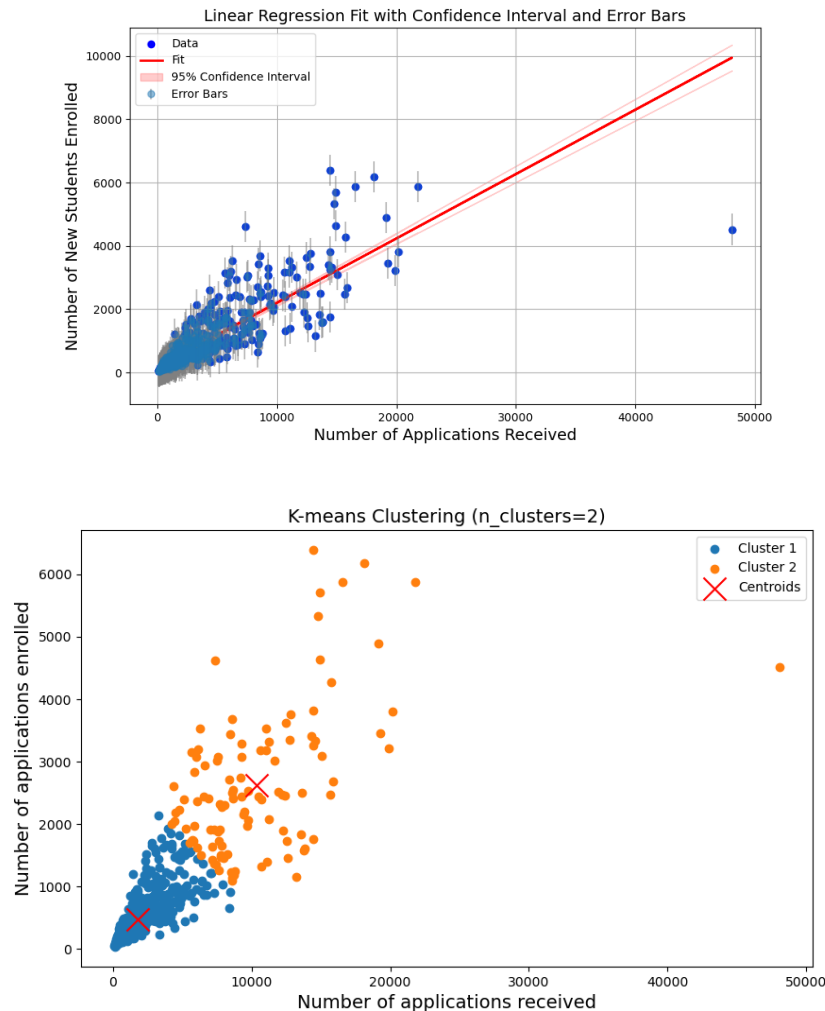 Linear Regression Fit with Confidence Interval and Error Bars
Data
Fit
95% Confidence Interval
Error Bars
10000
8000
6000
4000
2000
0
Number of New Students Enrolled
0 10000 20000 30000 40000 50000
Number of Applications Received
K-means Clustering (n_clusters=2)
Cluster 1
Cluster 2
Centroids
6000
5000
4000
3000
2000
1000
0
Number of applications enrolled
0 10000 20000 30000 40000 50000
Number of applications received